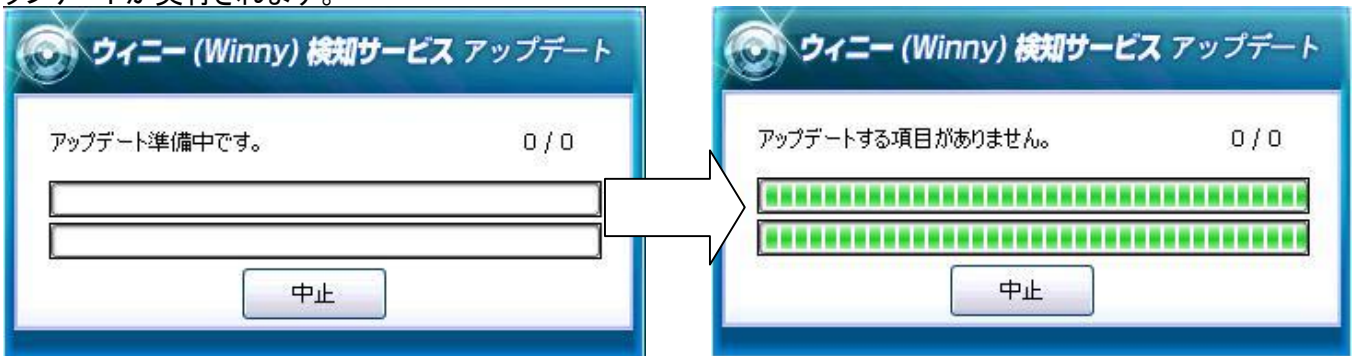 ウィニー (Winny) 検知サービス アップデート
アップデート準備中です。 0 / 0
中止
ウィニー (Winny) 検知サービス アップデート
アップデートする項目がありません。 0 / 0
中止